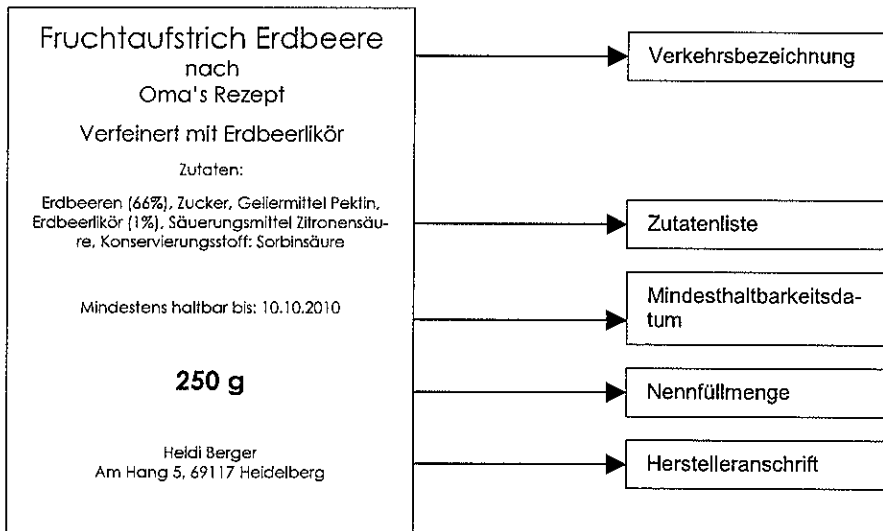 Fruchtaufstrich Erdbeere
nach
Oma's Rezept
Verfeinert mit Erdbeerlikör
Zutaten:
Erdbeeren (66%), Zucker, Geliermittel Pektin,
Erdbeerlikör (1%), Säuerungsmittel Zitronensäu-
re, Konservierungsstoff: Sorbinsäure
Mindestens haltbar bis: 10.10.2010
250 g
Heidi Berger
Am Hang 5, 69117 Heidelberg
Verkehrsbezeichnung
Zutatenliste
Mindesthaltbarkeitsda-
tum
Nennfüllmenge
Herstelleranschrift